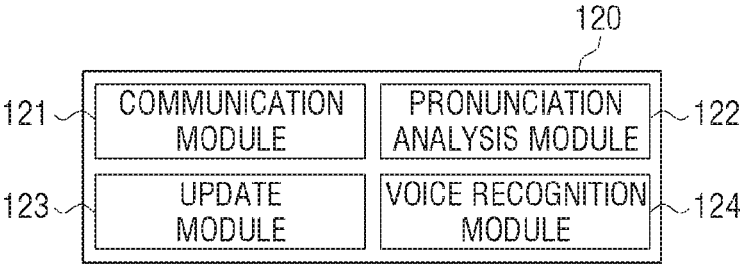 120
121
COMMUNICATION
MODULE
PRONUNCIATION
ANALYSIS MODULE
122
123
UPDATE
MODULE
VOICE RECOGNITION
MODULE
124